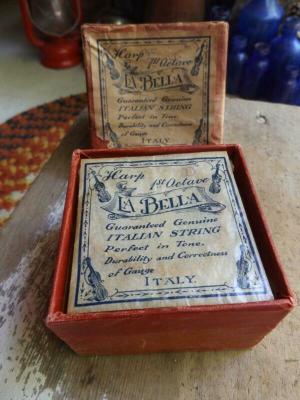 Harp 1st Octave
LA BELLA
Guaranteed Genuine
ITALIAN STRING
Perfect in Tone
Durability and Correctness
of Gauge
ITALY
Harp 1st Octave
LA BELLA
Guaranteed Genuine
ITALIAN STRING
Perfect in Tone.
Durability and Correctness
of Gauge
ITALY.